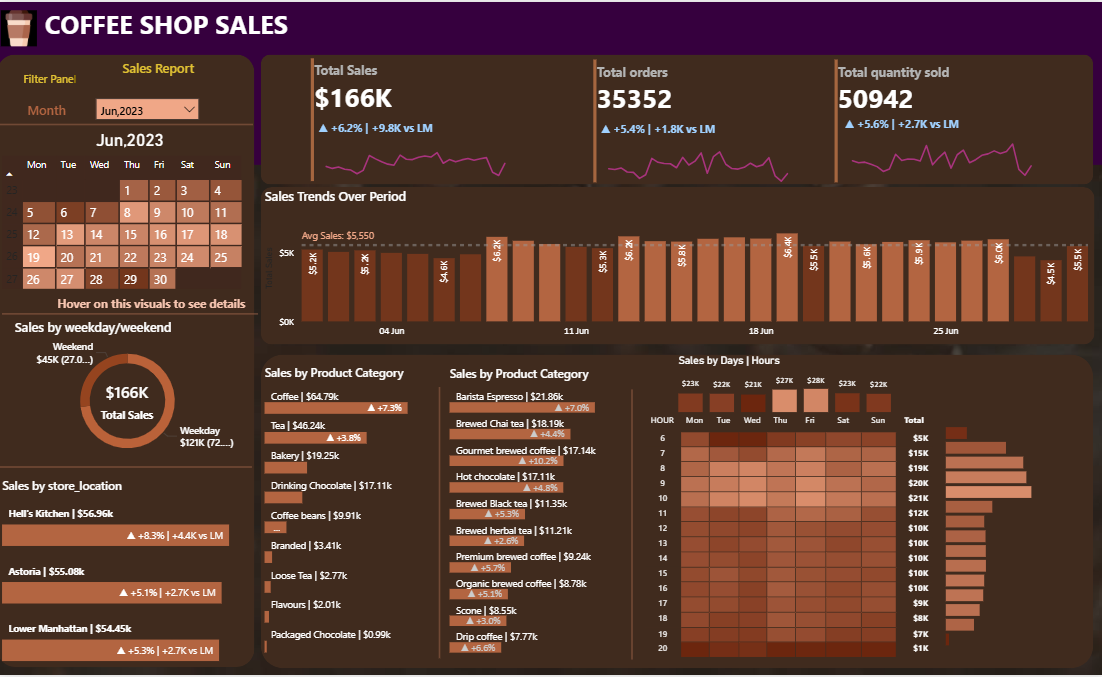 COFFEE SHOP SALES
Sales Report
Filter Panel
Month
Jun,2023
Jun,2023
Mon Tue Wed Thu Fri Sat Sun
1 2 3 4
5 6 7 8 9 10 11
12 13 14 15 16 17 18
19 20 21 22 23 24 25
26 27 28 29 30
Hover on this visuals to see details
Sales by weekday/weekend
Weekend
$45K (27.0...)
$166K
Total Sales
Weekday
$121K (72....)
Sales by store_location
Hell's Kitchen | $56.96k
▲ +8.3% | +4.4K vs LM
Astoria | $55.08k
▲ +5.1% | +2.7K vs LM
Lower Manhattan | $54.45k
▲ +5.3% | +2.7K vs LM
Total Sales
$166K
▲ +6.2% | +9.8K vs LM
Total orders
35352
▲ +5.4% | +1.8K vs LM
Total quantity sold
50942
▲ +5.6% | +2.7K vs LM
Sales Trends Over Period
Avg Sales: $5,550
$5K
$0K
$5.2K $5.2K $4.6K $6.2K $5.3K $6.2K $5.8K $6.4K $5.5K $5.6K $5.9K $6.0K $4.5K $5.5K
04 Jun 11 Jun 18 Jun 25 Jun
Sales by Product Category
Coffee | $64.79k
▲ +7.3%
Tea | $46.24k
▲ +3.8%
Bakery | $19.25k
Drinking Chocolate | $17.11k
Coffee beans | $9.91k
...
Branded | $3.41k
Loose Tea | $2.77k
Flavours | $2.01k
Packaged Chocolate | $0.99k
Sales by Product Category
Barista Espresso | $21.86k
▲ +7.0%
Brewed Chai tea | $18.19k
▲ +4.4%
Gourmet brewed coffee | $17.14k
▲ +10.2%
Hot chocolate | $17.11k
▲ +4.8%
Brewed Black tea | $11.35k
▲ +5.3%
Brewed herbal tea | $11.21k
▲ +2.6%
Premium brewed coffee | $9.24k
▲ +5.7%
Organic brewed coffee | $8.78k
▲ +5.1%
Scone | $8.55k
▲ +3.0%
Drip coffee | $7.77k
▲ +6.6%
Sales by Days | Hours
$23K $22K $21K $27K $28K $23K $22K
HOUR Mon Tue Wed Thu Fri Sat Sun Total
6 $5K
7 $15K
8 $19K
9 $20K
10 $21K
11 $12K
12 $10K
13 $10K
14 $10K
15 $10K
16 $10K
17 $9K
18 $8K
19 $7K
20 $1K